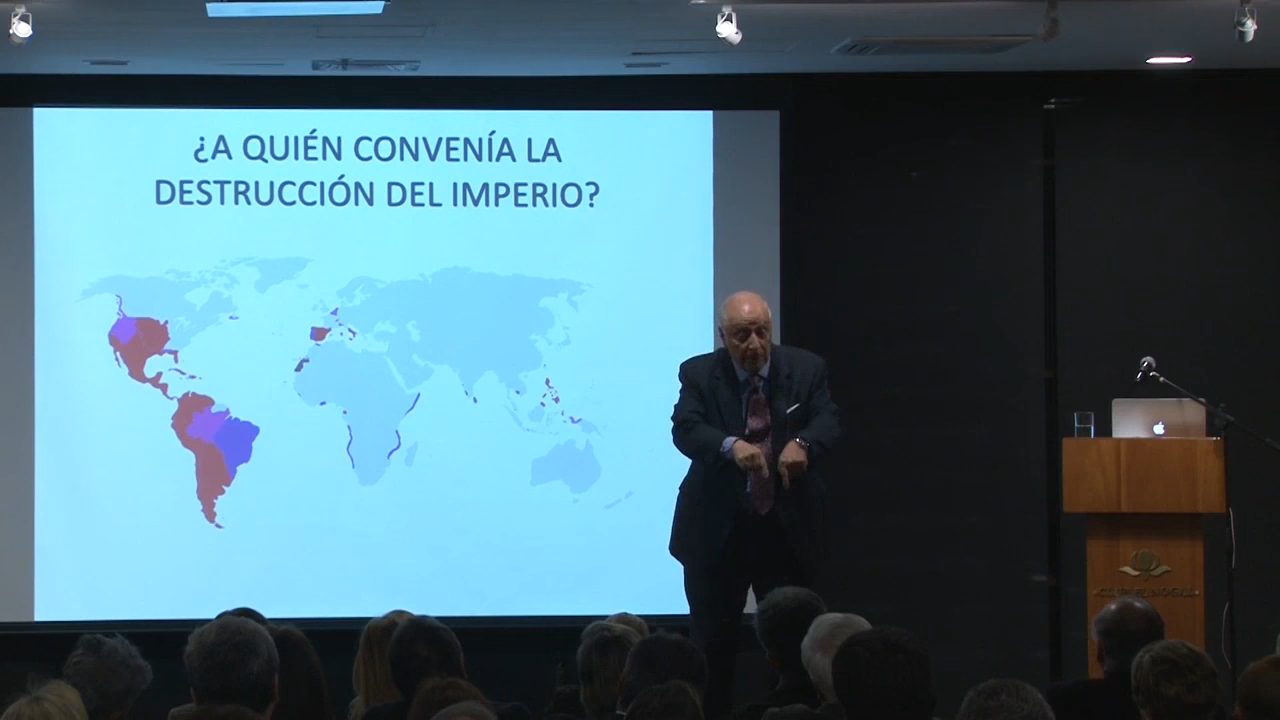 ¿A QUIÉN CONVENÍA LA
DESTRUCCIÓN DEL IMPERIO?